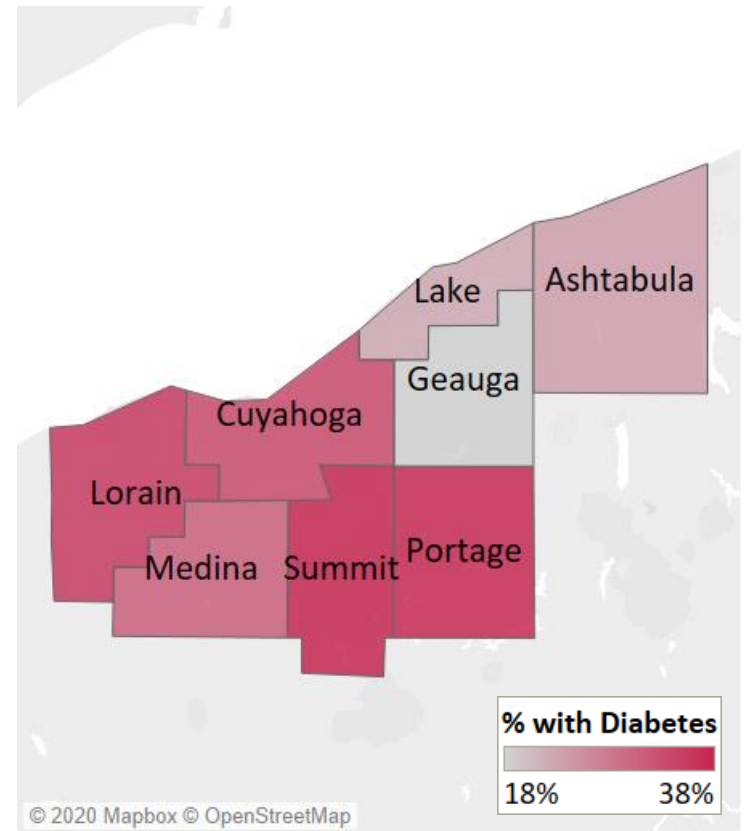 Lake
Ashtabula
Geauga
Cuyahoga
Lorain
Medina
Summit
Portage
% with Diabetes
18% 38%
© 2020 Mapbox © OpenStreetMap